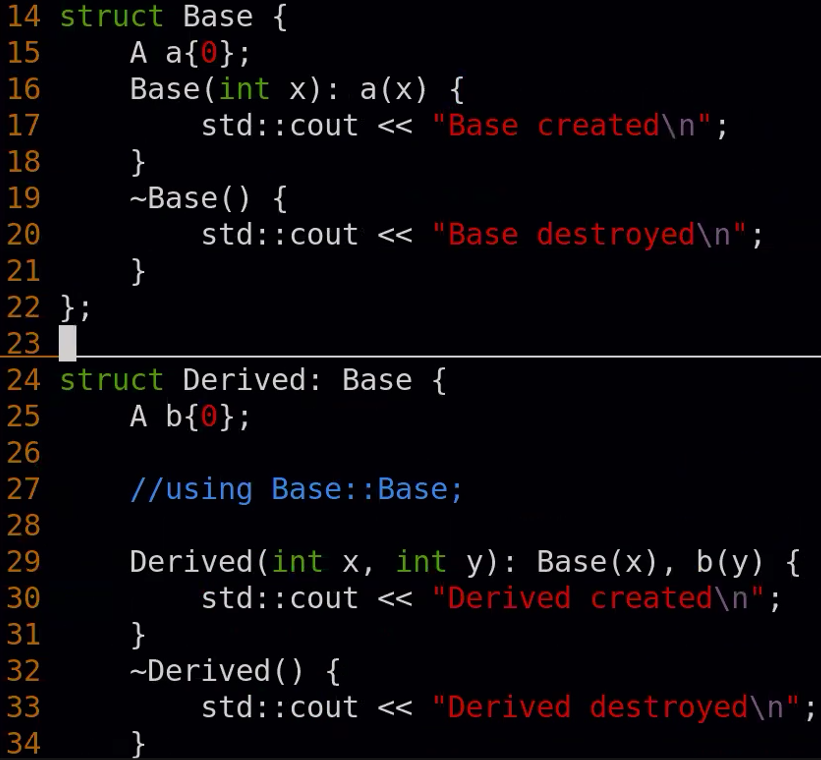 14 struct Base {
15     A a{0};
16     Base(int x): a(x) {
17         std::cout << "Base created\n";
18     }
19     ~Base() {
20         std::cout << "Base destroyed\n";
21     }
22 };
23
24 struct Derived: Base {
25     A b{0};
26
27     //using Base::Base;
28
29     Derived(int x, int y): Base(x), b(y) {
30         std::cout << "Derived created\n";
31     }
32     ~Derived() {
33         std::cout << "Derived destroyed\n";
34     }